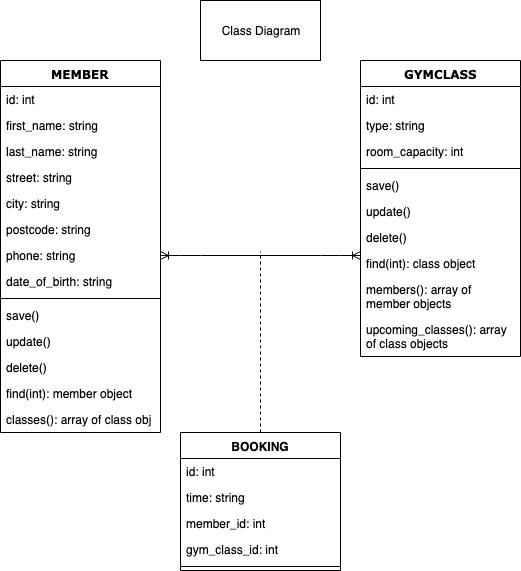 Class Diagram
MEMBER
id: int
first_name: string
last_name: string
street: string
city: string
postcode: string
phone: string
date_of_birth: string
save()
update()
delete()
find(int): member object
classes(): array of class obj
GYMCLASS
id: int
type: string
room_capacity: int
save()
update()
delete()
find(int): class object
members(): array of
member objects
upcoming_classes(): array
of class objects
BOOKING
id: int
time: string
member_id: int
gym_class_id: int